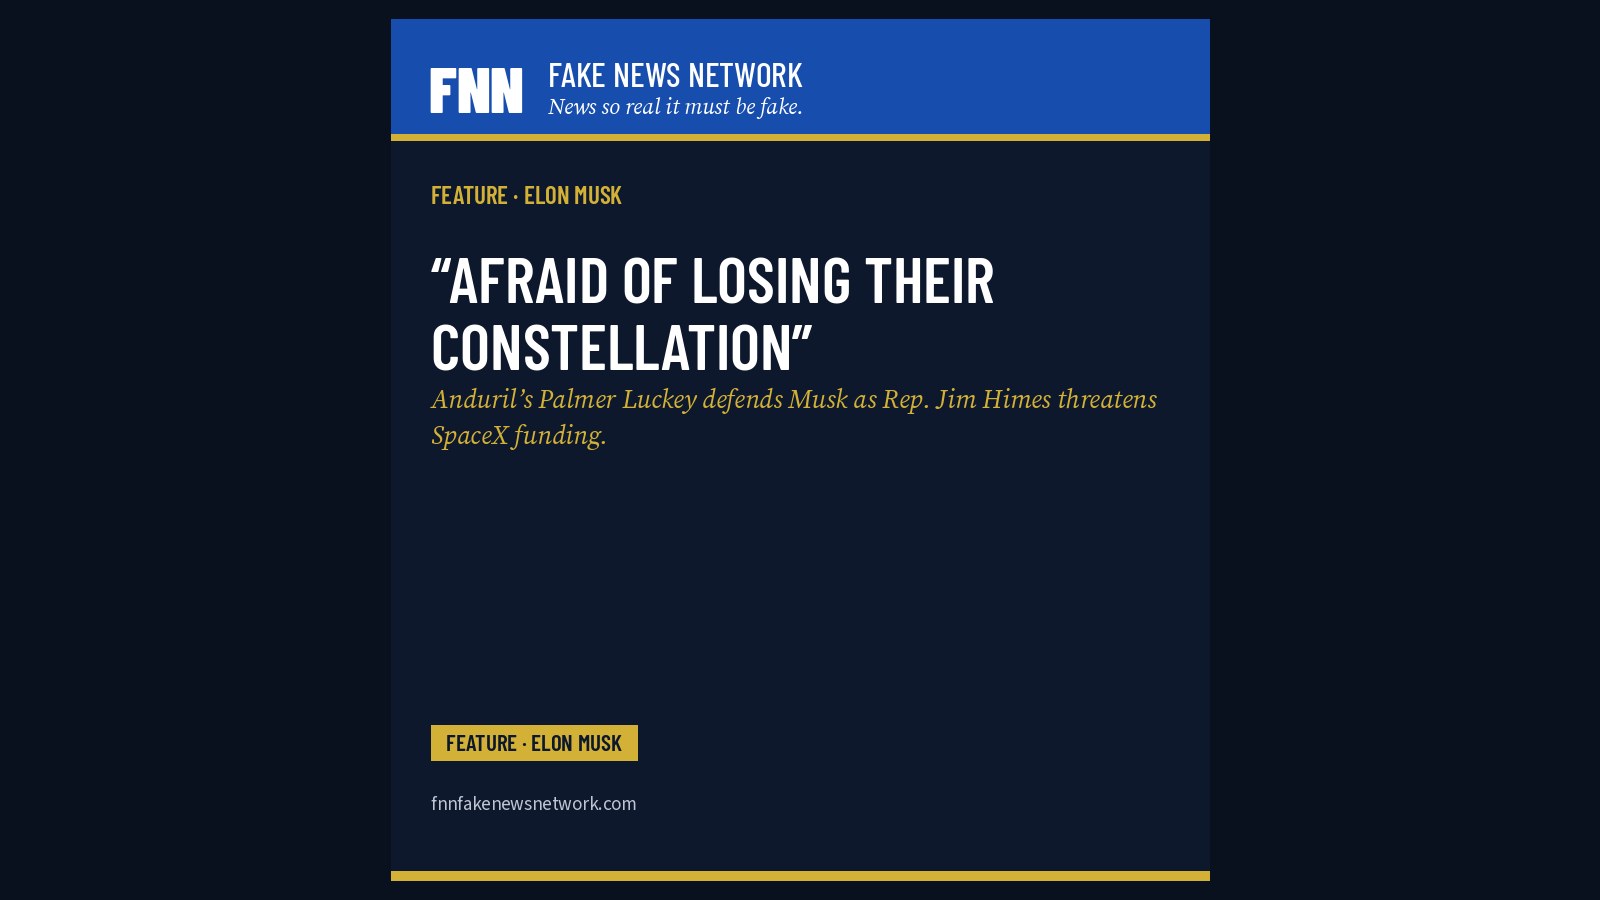 FNN
FAKE NEWS NETWORK
News so real it must be fake.
FEATURE · ELON MUSK
“AFRAID OF LOSING THEIR
CONSTELLATION”
Anduril’s Palmer Luckey defends Musk as Rep. Jim Himes threatens
SpaceX funding.
FEATURE · ELON MUSK
fnnfakenewsnetwork.com